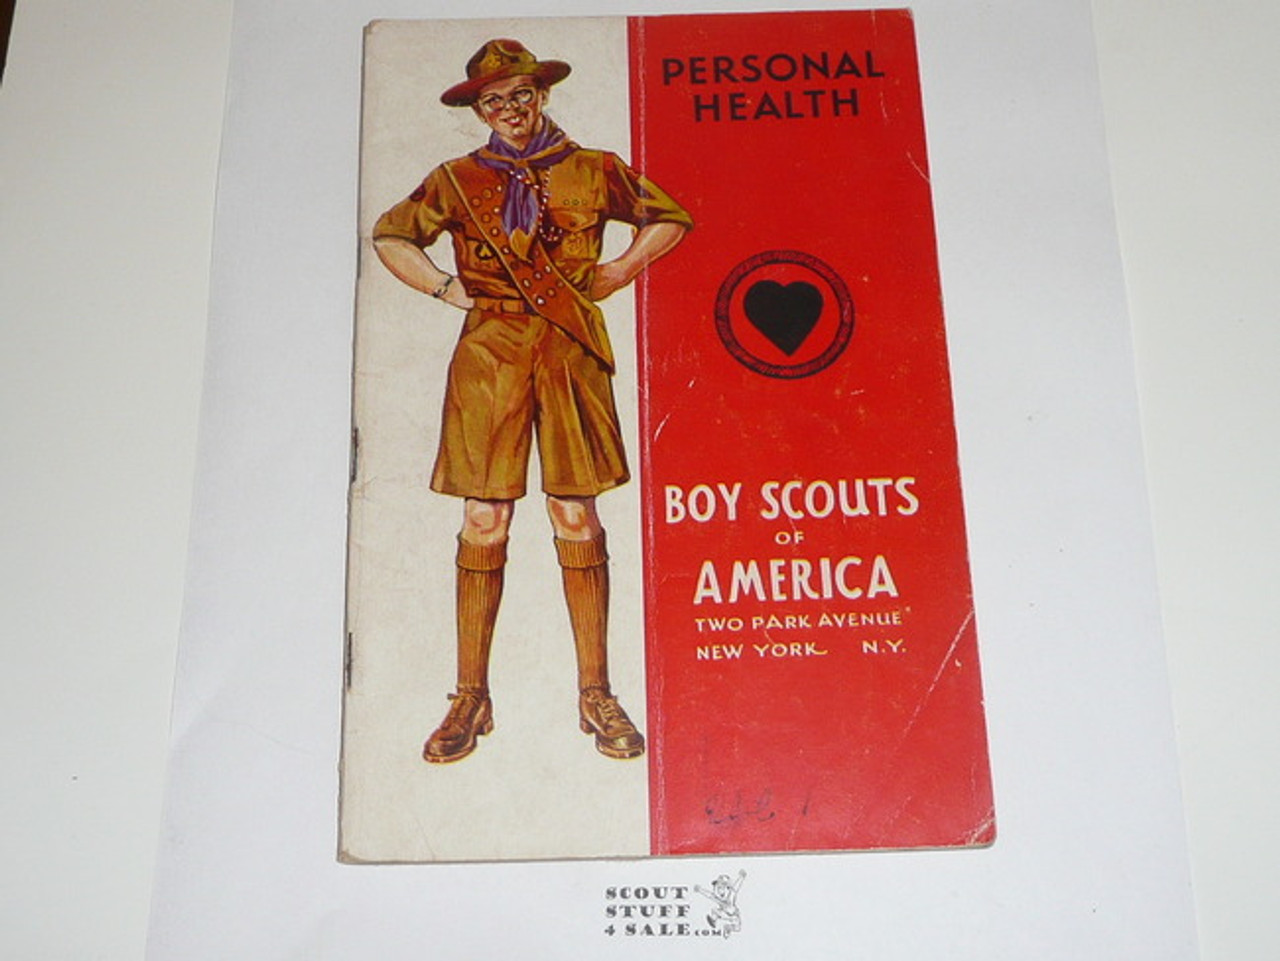 PERSONAL
HEALTH
BOY SCOUTS
OF
AMERICA
TWO PARK AVENUE
NEW YORK N.Y.
SCOUT
STUFF
4 SALE.COM